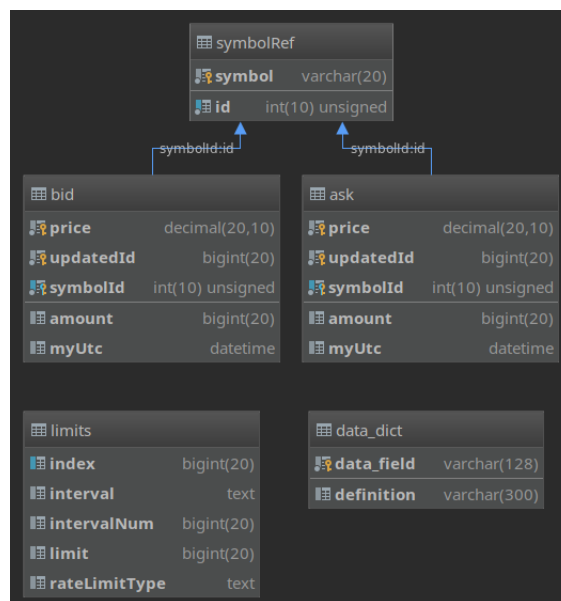 symbolRef
symbol varchar(20)
id int(10) unsigned
symbolId:id
symbolId:id
bid
price decimal(20,10)
updatedId bigint(20)
symbolId int(10) unsigned
amount bigint(20)
myUtc datetime
ask
price decimal(20,10)
updatedId bigint(20)
symbolId int(10) unsigned
amount bigint(20)
myUtc datetime
limits
index bigint(20)
interval text
intervalNum bigint(20)
limit bigint(20)
rateLimitType text
data_dict
data_field varchar(128)
definition varchar(300)